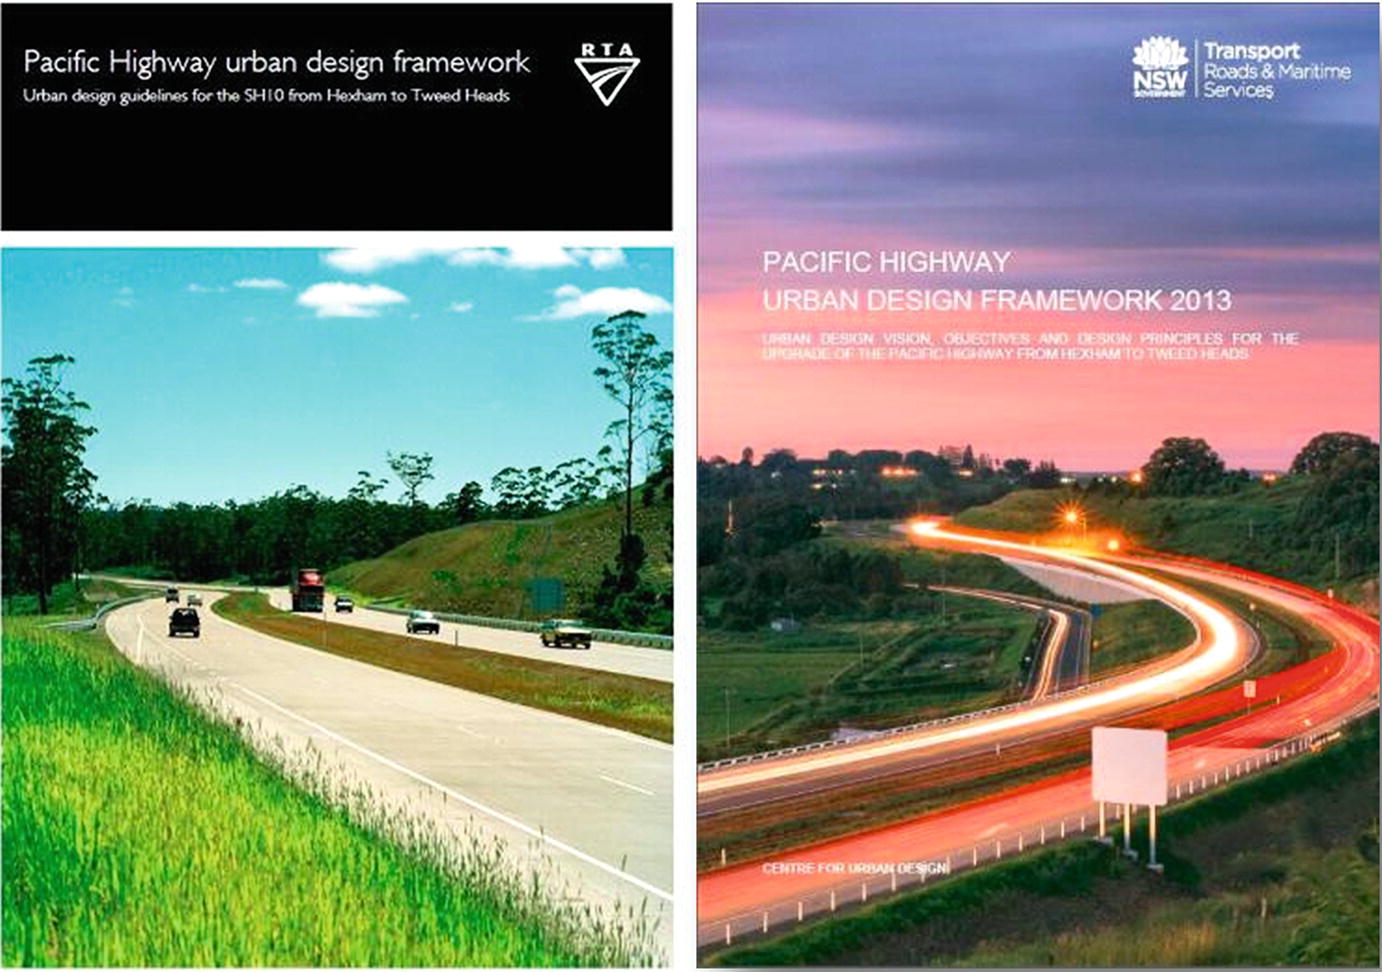 Pacific Highway urban design framework
Urban design guidelines for the SH10 from Hexham to Tweed Heads
RTA
NSW
GOVERNMENT
Transport
Roads & Maritime
Services
PACIFIC HIGHWAY
URBAN DESIGN FRAMEWORK 2013
URBAN DESIGN VISION, OBJECTIVES AND DESIGN PRINCIPLES FOR THE
UPGRADE OF THE PACIFIC HIGHWAY FROM HEXHAM TO TWEED HEADS
CENTRE FOR URBAN DESIGN